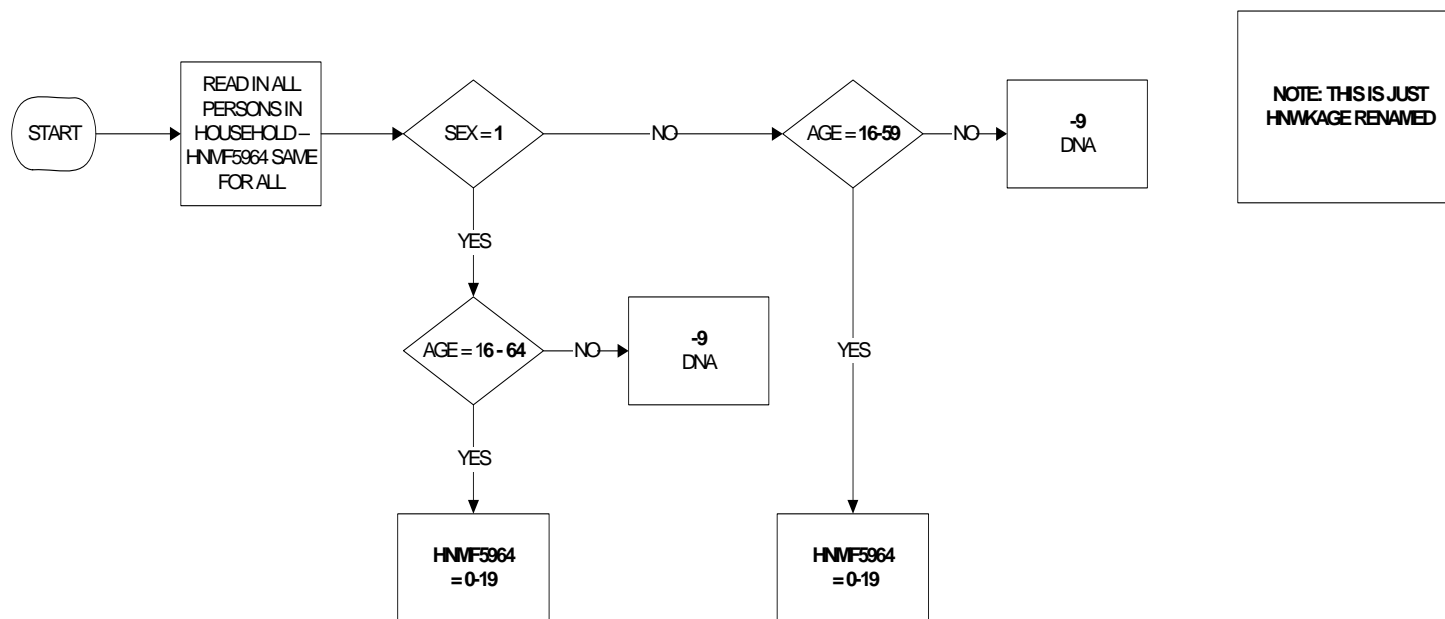 START
READ IN ALL
PERSONS IN
HOUSEHOLD –
HNMF5964 SAME
FOR ALL
SEX = 1
NO
AGE = 16-59
NO
-9
DNA
NOTE: THIS IS JUST
HNWKAGE RENAMED
YES
AGE = 16 - 64
NO
-9
DNA
YES
YES
HNMF5964
= 0-19
HNMF5964
= 0-19